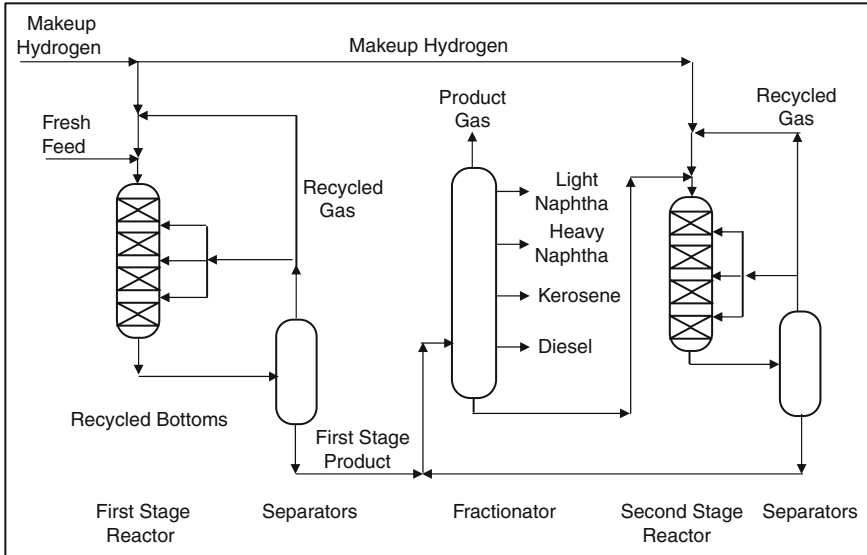 Makeup
Hydrogen
Makeup Hydrogen
Fresh
Feed
Recycled
Gas
Product
Gas
Light
Naphtha
Heavy
Naphtha
Kerosene
Diesel
Recycled
Gas
Recycled Bottoms
First Stage
Product
First Stage
Reactor
Separators
Fractionator
Second Stage
Reactor
Separators